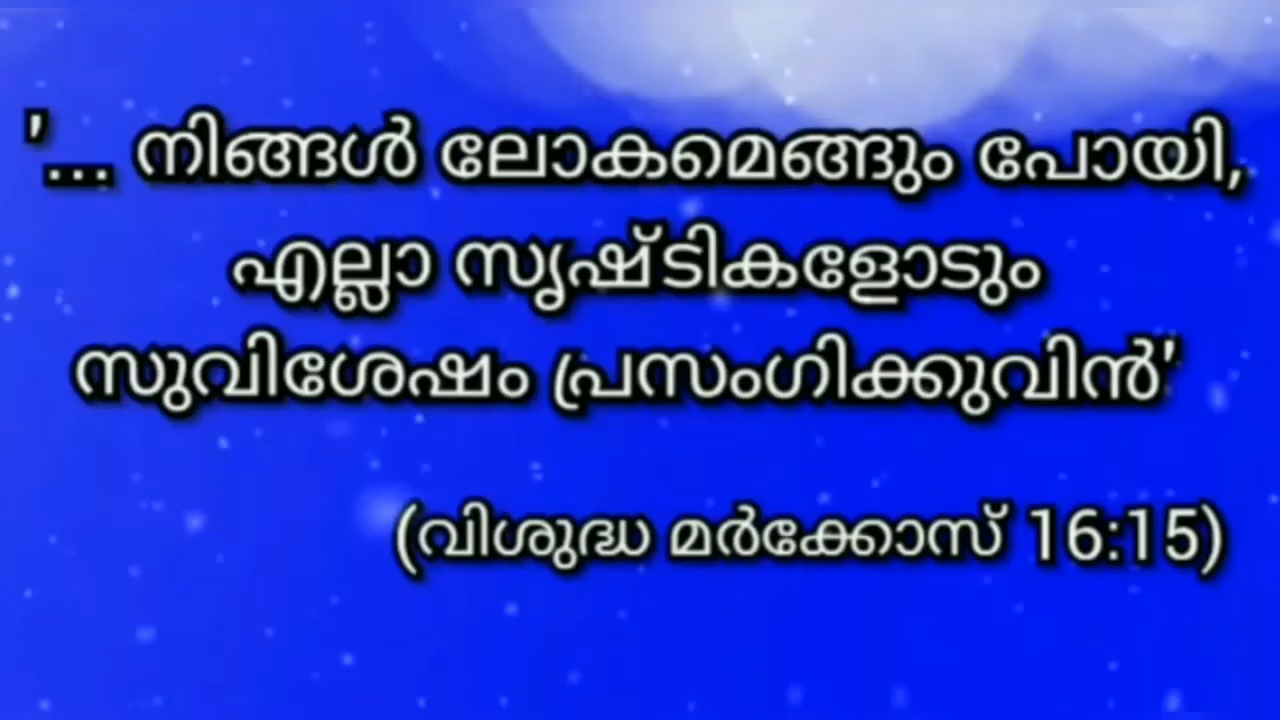 '... നിങ്ങൾ ലോകമെങ്ങും പോയി,
എല്ലാ സൃഷ്ടികളോടും
സുവിശേഷം പ്രസംഗിക്കുവിൻ'
(വിശുദ്ധ മർക്കോസ് 16:15)